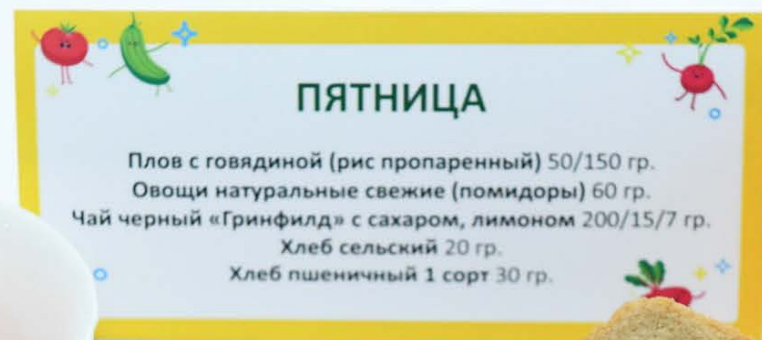 ПЯТНИЦА
Плов с говядиной (рис пропаренный) 50/150 гр.
Овощи натуральные свежие (помидоры) 60 гр.
Чай черный «Гринфилд» с сахаром, лимоном 200/15/7 гр.
Хлеб сельский 20 гр.
Хлеб пшеничный 1 сорт 30 гр.